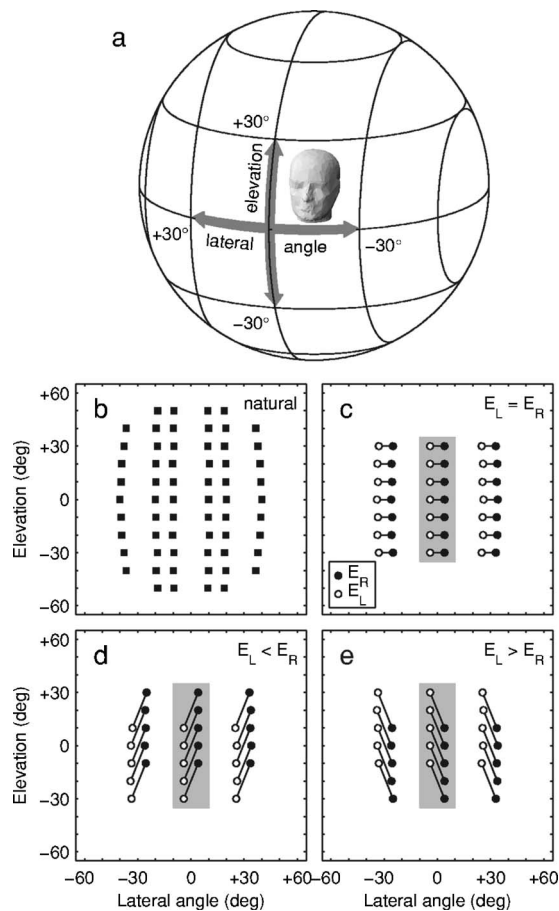 a
+30°
elevation
+30°
lateral
angle
−30°
−30°
+60
+30
0
−30
−60
Elevation (deg)
b
natural
c
E_L = E_R
E_R
E_L
+60
+30
0
−30
−60
Elevation (deg)
d
E_L < E_R
e
E_L > E_R
−60
−30
0
+30
+60
−60
−30
0
+30
+60
Lateral angle (deg)
Lateral angle (deg)